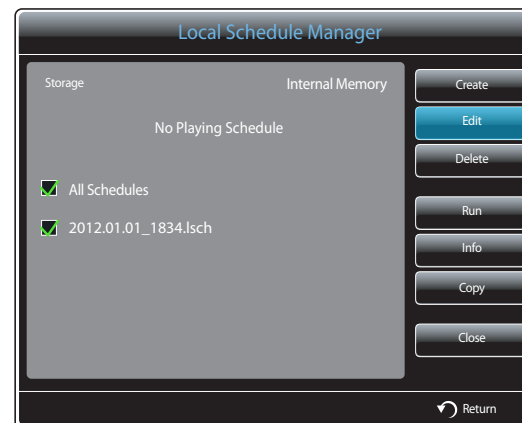 Local Schedule Manager
Storage
Internal Memory
No Playing Schedule
All Schedules
2012.01.01_1834.lsch
Create
Edit
Delete
Run
Info
Copy
Close
Return